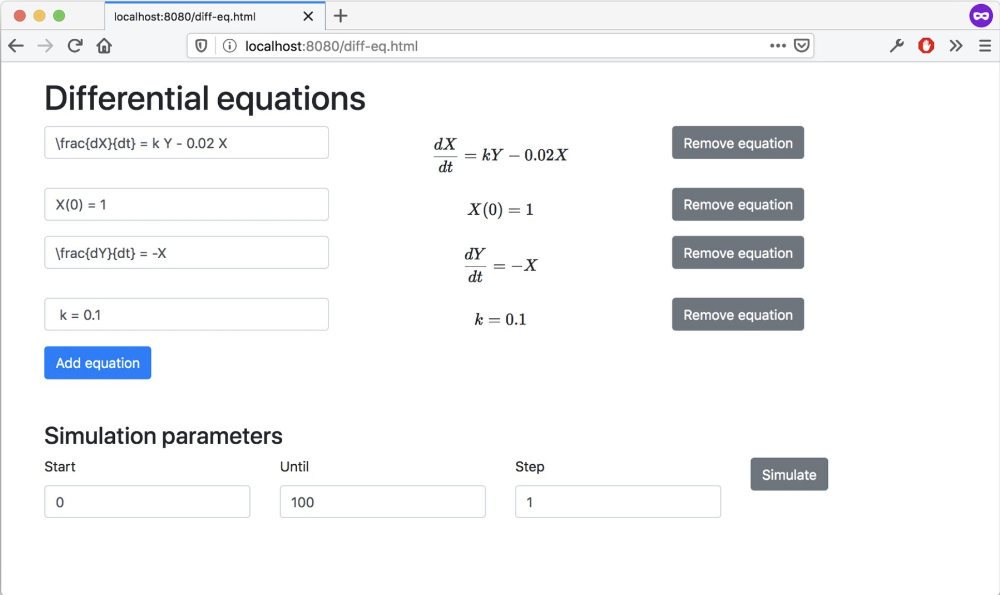 localhost:8080/diff-eq.html
localhost:8080/diff-eq.html
Differential equations
\frac{dX}{dt} = k Y - 0.02 X
dX/dt = kY − 0.02X
Remove equation
X(0) = 1
X(0) = 1
Remove equation
\frac{dY}{dt} = -X
dY/dt = −X
Remove equation
k = 0.1
k = 0.1
Remove equation
Add equation
Simulation parameters
Start
Until
Step
Simulate
0
100
1